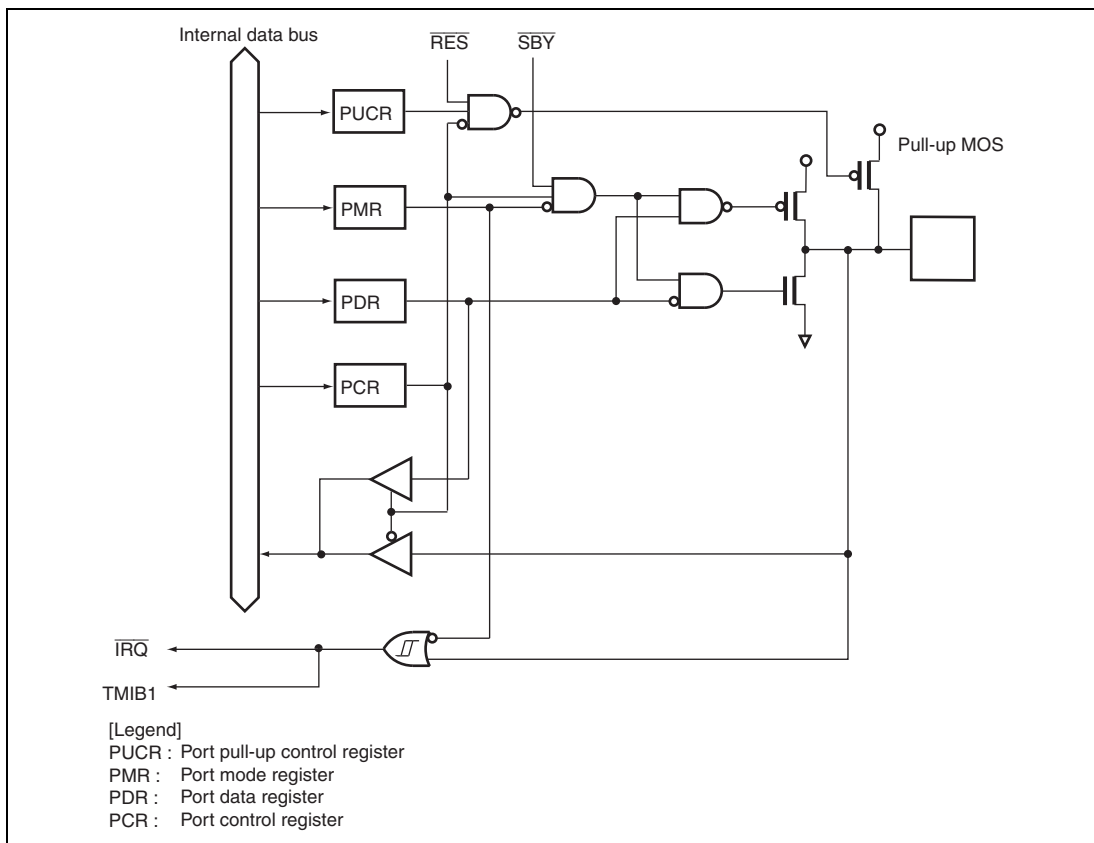 Internal data bus
RES
SBY
PUCR
Pull-up MOS
PMR
PDR
PCR
IRQ
TMIB1
[Legend]
PUCR : Port pull-up control register
PMR : Port mode register
PDR : Port data register
PCR : Port control register